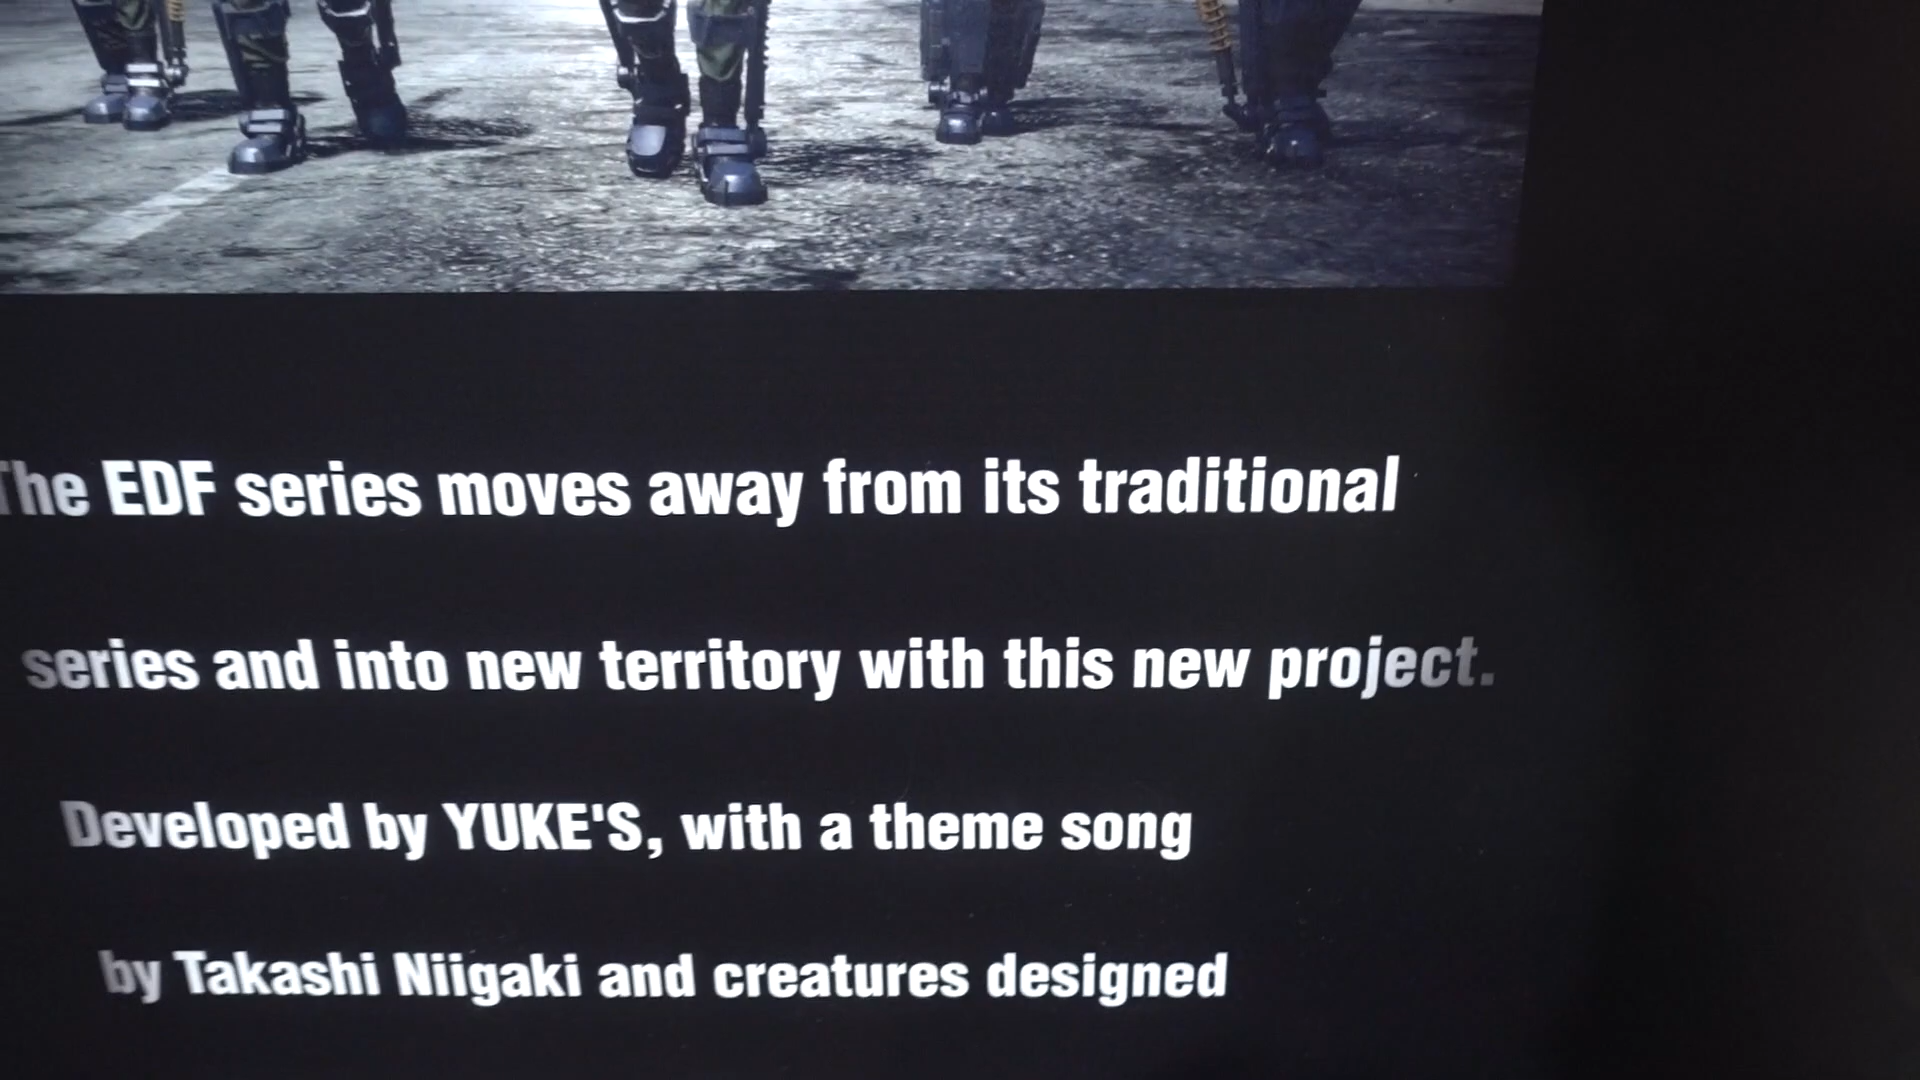 The EDF series moves away from its traditional
series and into new territory with this new project.
Developed by YUKE'S, with a theme song
by Takashi Niigaki and creatures designed